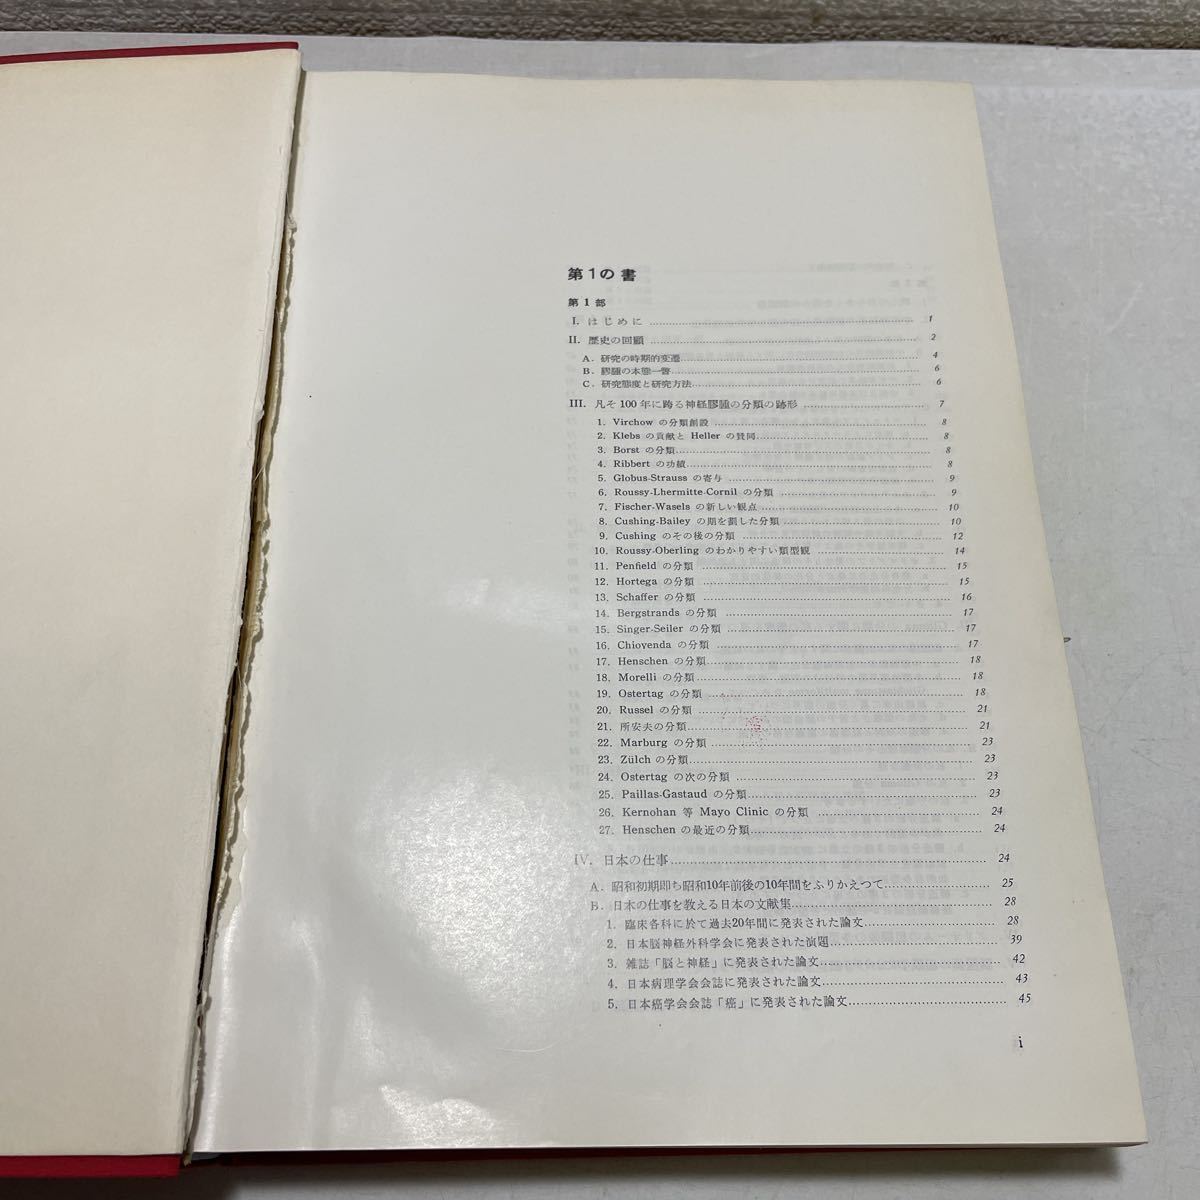 第1の書
第1部
I. はじめに 1
II. 歴史の回顧 2
A. 研究の時期的変遷 4
B. 膠腫の本態一瞥 6
C. 研究態度と研究方法 6
III. 凡そ100年に跨る神経膠腫の分類の跡形 7
1. Virchow の分類創設 8
2. Klebs の貢献と Heller の賛同 8
3. Borst の分類 8
4. Ribbert の功績 8
5. Globus-Strauss の寄与 9
6. Roussy-Lhermitte-Cornil の分類 9
7. Fischer-Wasels の新しい観点 10
8. Cushing-Bailey の期を劃した分類 10
9. Cushing のその後の分類 12
10. Roussy-Oberling のわかりやすい類型観 14
11. Penfield の分類 15
12. Hortega の分類 15
13. Schaffer の分類 16
14. Bergstrands の分類 17
15. Singer-Seiler の分類 17
16. Chiovenda の分類 17
17. Henschen の分類 18
18. Morelli の分類 18
19. Ostertag の分類 18
20. Russel の分類 21
21. 所安夫の分類 21
22. Marburg の分類 23
23. Zülch の分類 23
24. Ostertag の次の分類 23
25. Paillas-Gastaud の分類 23
26. Kernohan 等 Mayo Clinic の分類 24
27. Henschen の最近の分類 24
IV. 日本の仕事 24
A. 昭和初期即ち昭和10年前後の10年間をふりかえつて 25
B. 日本の仕事を教える日本の文献集 28
1. 臨床各科に於て過去20年間に発表された論文 28
2. 日本脳神経外科学会に発表された演題 39
3. 雑誌「脳と神経」に発表された論文 42
4. 日本病理学会会誌に発表された論文 43
5. 日本癌学会会誌「癌」に発表された論文 45
i